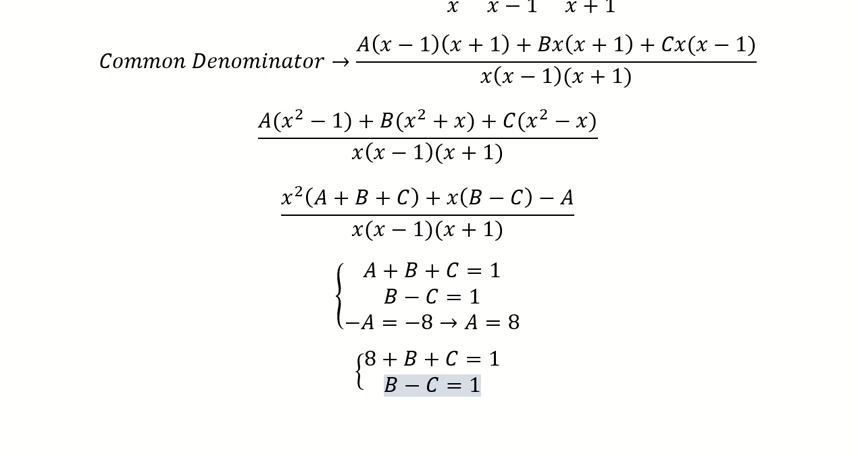 x x − 1 x + 1
Common Denominator → A(x − 1)(x + 1) + Bx(x + 1) + Cx(x − 1)
x(x − 1)(x + 1)
A(x² − 1) + B(x² + x) + C(x² − x)
x(x − 1)(x + 1)
x²(A + B + C) + x(B − C) − A
x(x − 1)(x + 1)
A + B + C = 1
B − C = 1
−A = −8 → A = 8
8 + B + C = 1
B − C = 1